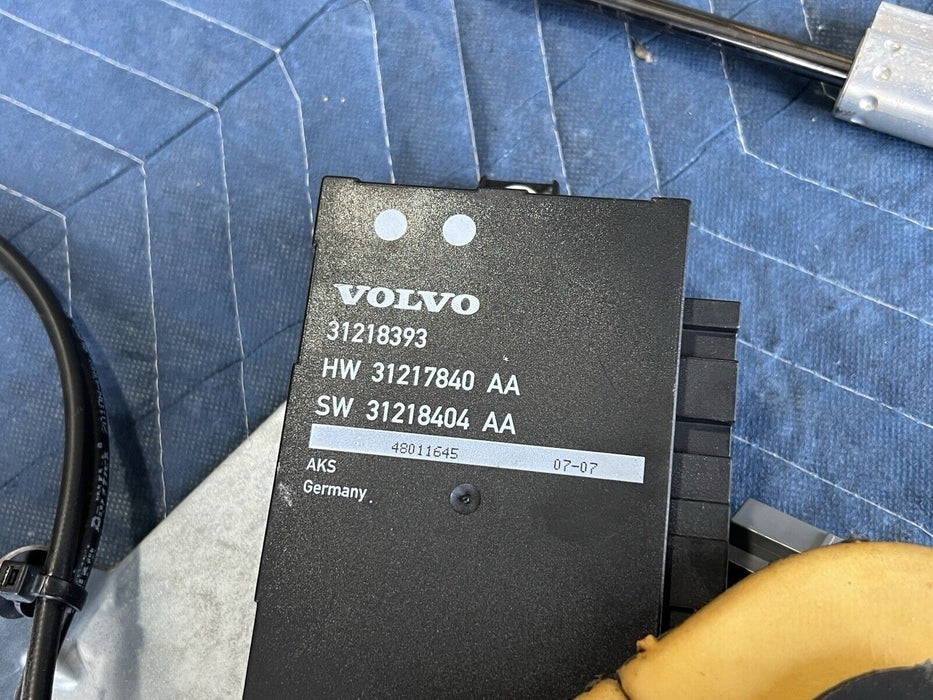 VOLVO
31218393
HW 31217840 AA
SW 31218404 AA
48011645 07-07
AKS
Germany